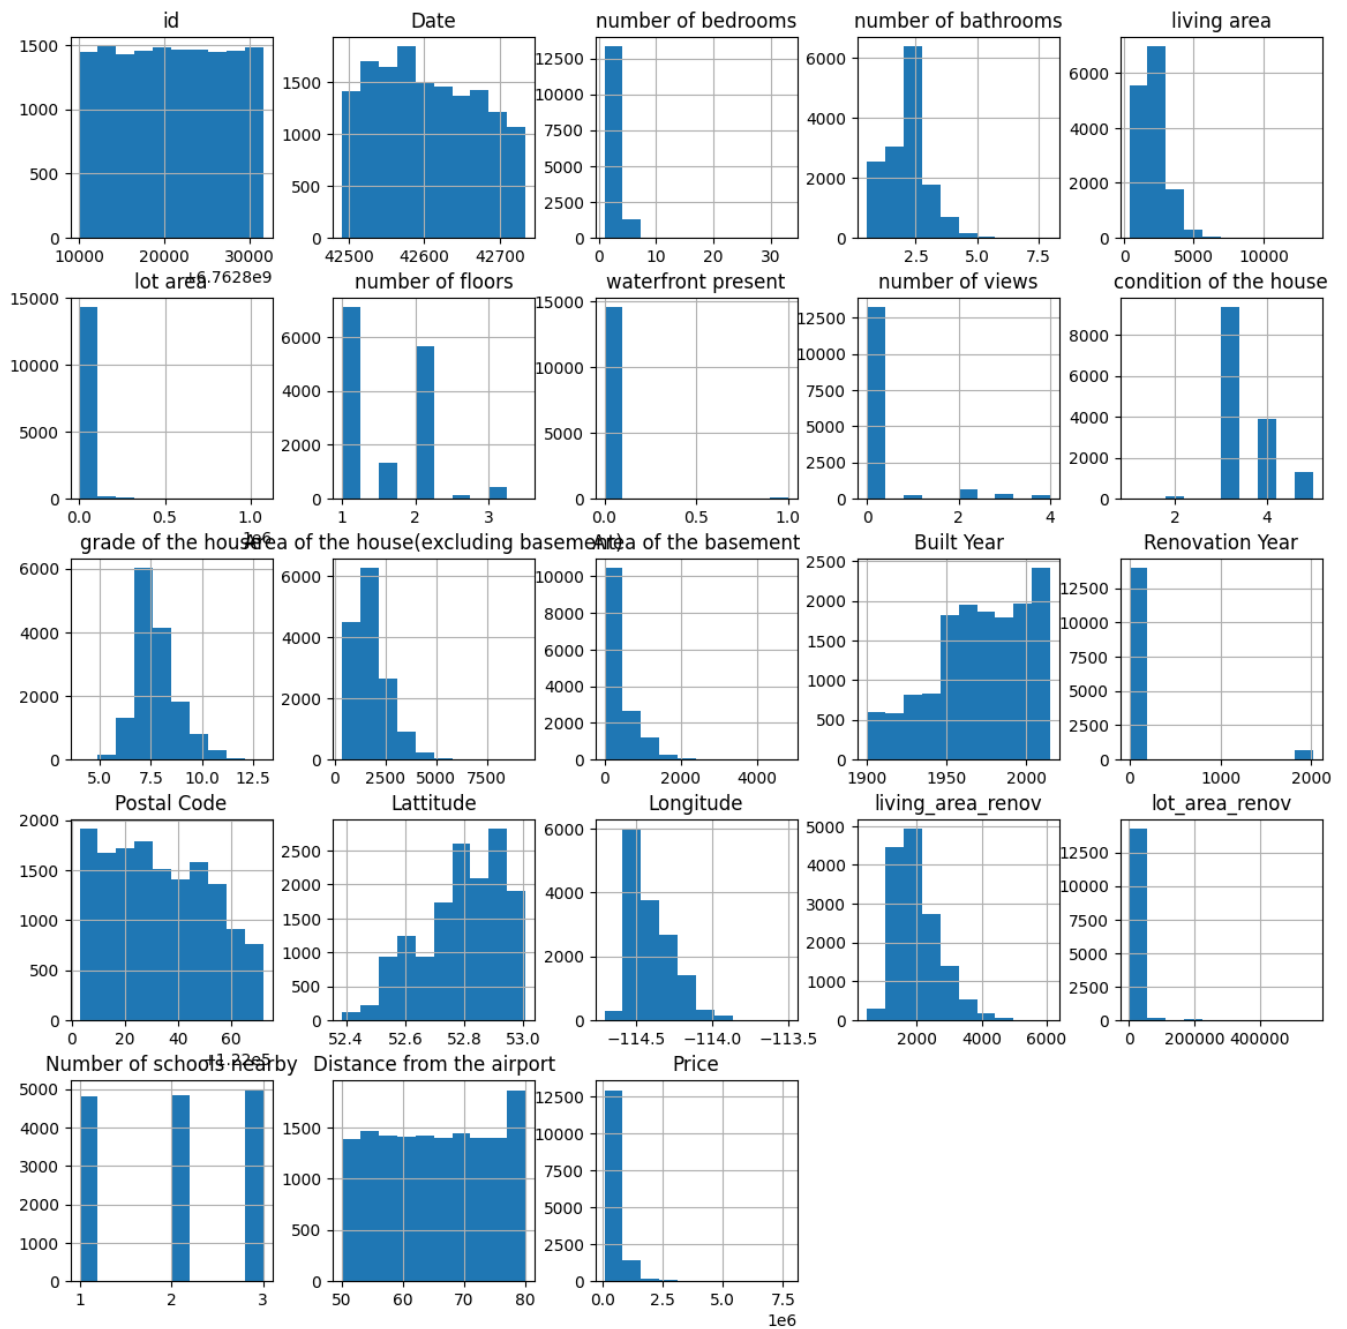 id
1500
1000
500
0
10000 20000 30000
+6.7628e9
Date
1500
1000
500
0
42500 42600 42700
number of bedrooms
12500
10000
7500
5000
2500
0
0 10 20 30
number of bathrooms
6000
4000
2000
0
2.5 5.0 7.5
living area
6000
4000
2000
0
0 5000 10000
lot area
15000
10000
5000
0
0.0 0.5 1.0
1e6
number of floors
6000
4000
2000
0
1 2 3
waterfront present
15000
10000
5000
0
0.0 0.5 1.0
number of views
12500
10000
7500
5000
2500
0
0 2 4
condition of the house
8000
6000
4000
2000
0
2 4
grade of the house
6000
4000
2000
0
5.0 7.5 10.0 12.5
Area of the house(excluding basement)
6000
4000
2000
0
0 2500 5000 7500
Area of the basement
10000
8000
6000
4000
2000
0
0 2000 4000
Built Year
2500
2000
1500
1000
500
0
1900 1950 2000
Renovation Year
12500
10000
7500
5000
2500
0
0 1000 2000
Postal Code
2000
1500
1000
500
0
0 20 40 60
+1.22e5
Lattitude
2500
2000
1500
1000
500
0
52.4 52.6 52.8 53.0
Longitude
6000
4000
2000
0
−114.5 −114.0 −113.5
living_area_renov
5000
4000
3000
2000
1000
0
2000 4000 6000
lot_area_renov
12500
10000
7500
5000
2500
0
0 200000 400000
Number of schools nearby
5000
4000
3000
2000
1000
0
1 2 3
Distance from the airport
1500
1000
500
0
50 60 70 80
Price
12500
10000
7500
5000
2500
0
0.0 2.5 5.0 7.5
1e6